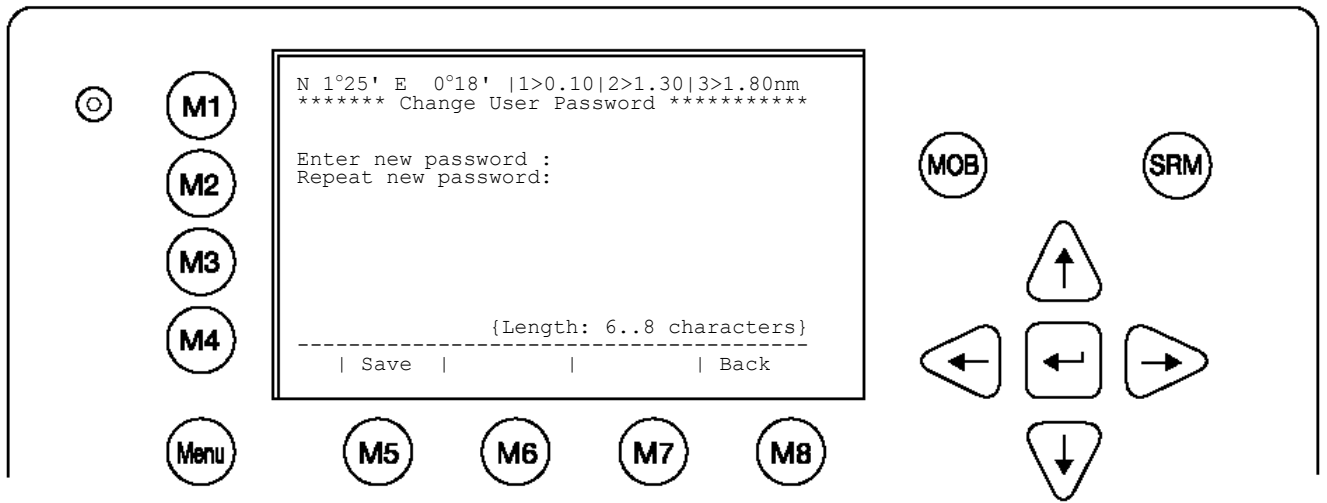 N 1°25' E 0°18' |1>0.10|2>1.30|3>1.80nm
******* Change User Password ***********
Enter new password :
Repeat new password:
{Length: 6..8 characters}
----------------------------------------
| Save | | | Back
M1
M2
M3
M4
Menu
M5
M6
M7
M8
MOB
SRM